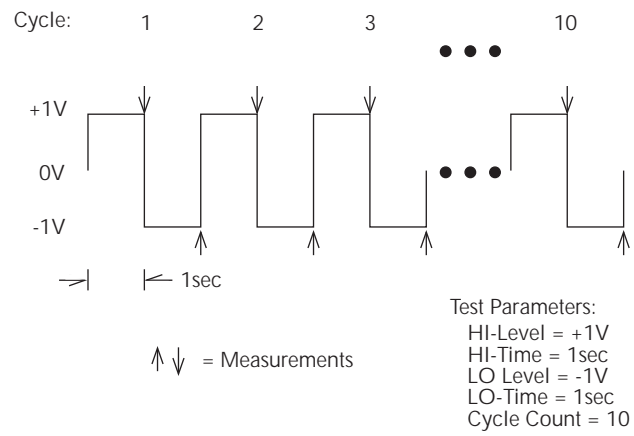 Cycle: 1 2 3 10
+1V
0V
-1V
1sec
= Measurements
Test Parameters:
HI-Level = +1V
HI-Time = 1sec
LO Level = -1V
LO-Time = 1sec
Cycle Count = 10